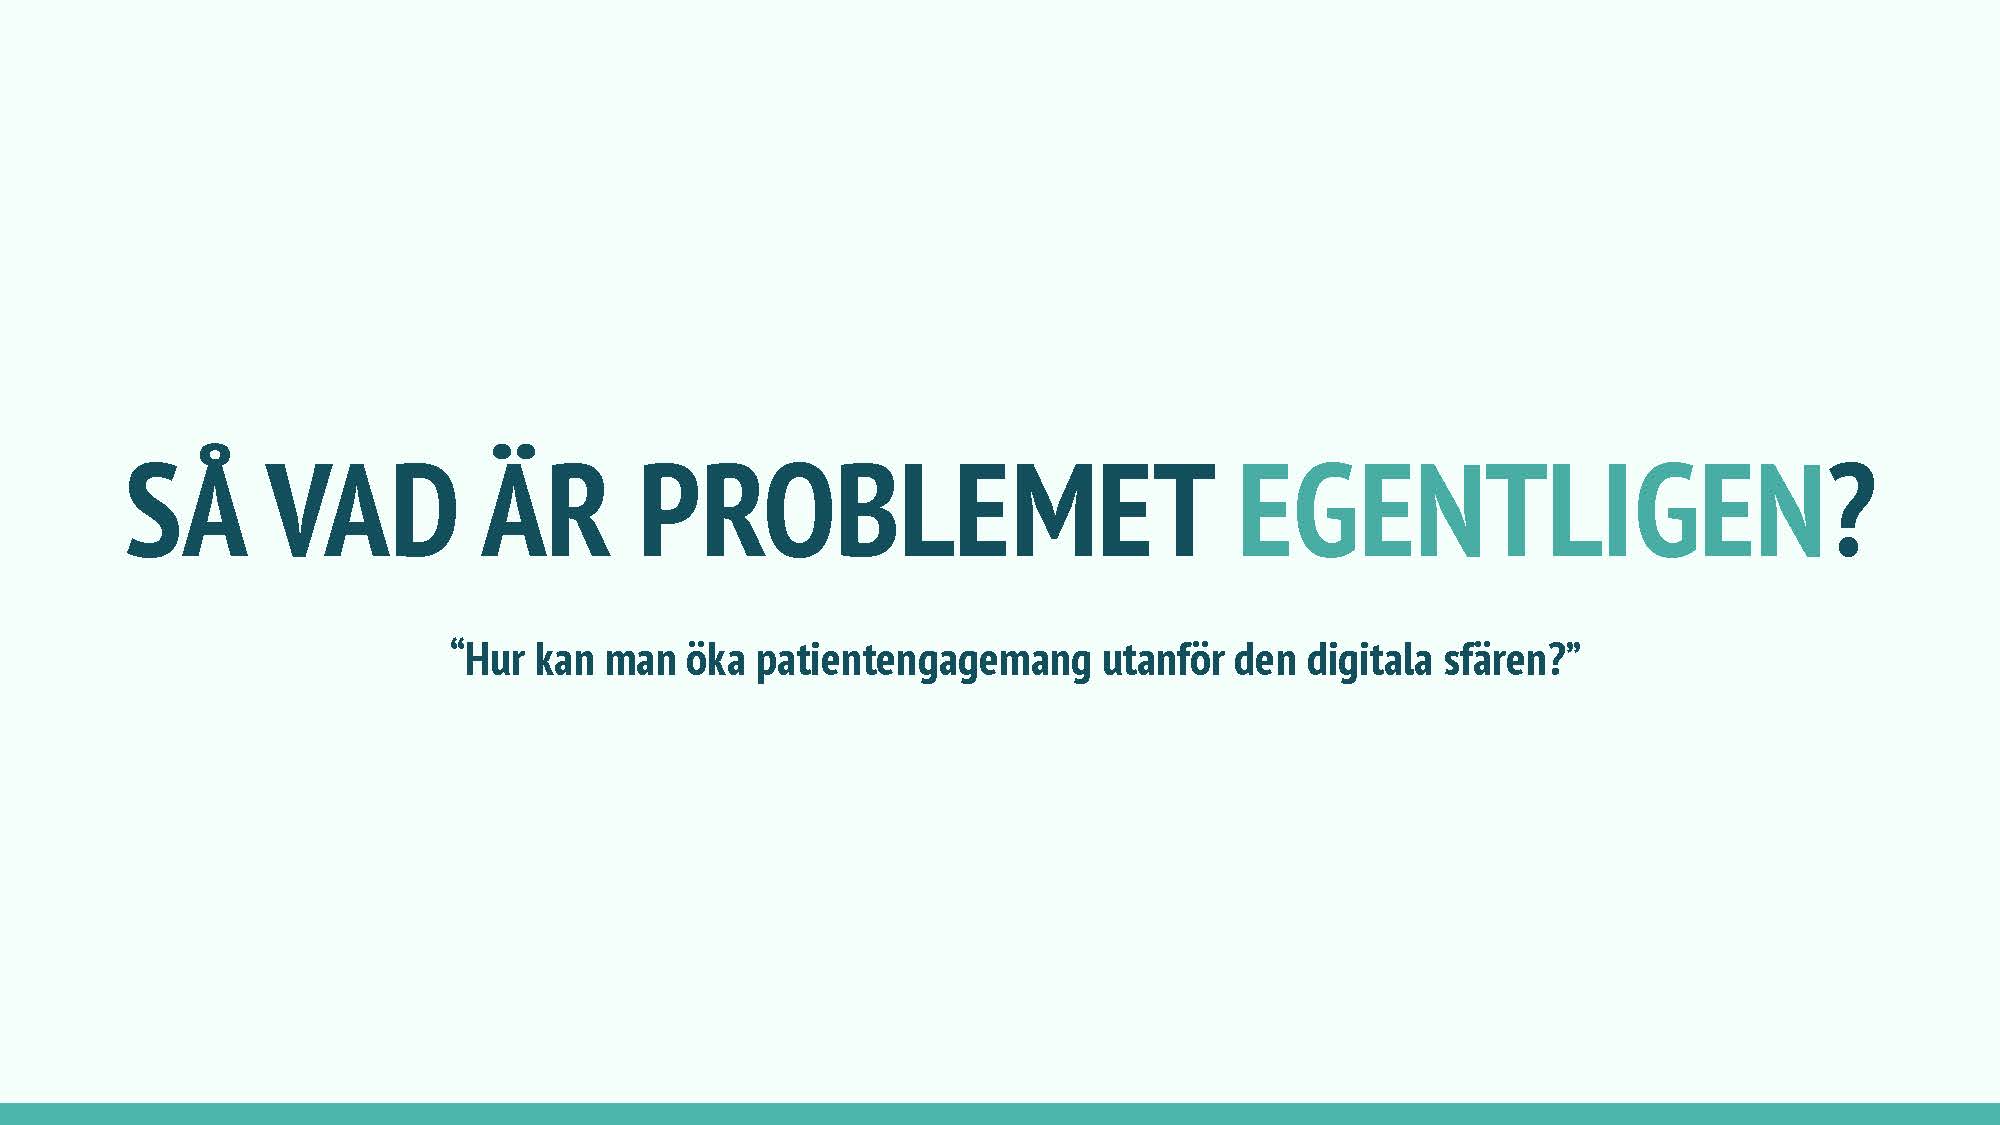 SÅ VAD ÄR PROBLEMET EGENTLIGEN?
“Hur kan man öka patientengagemang utanför den digitala sfären?”